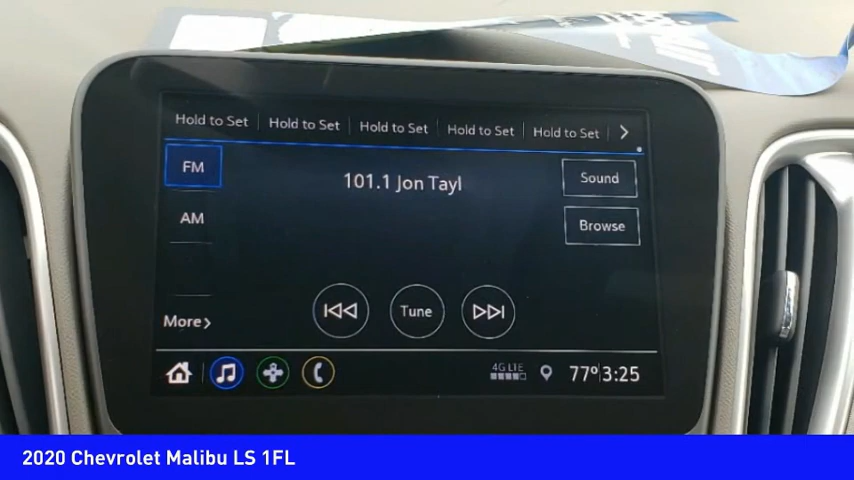 Hold to Set Hold to Set Hold to Set Hold to Set Hold to Set
FM
101.1 Jon Tayl
Sound
AM
Browse
Tune
More
4G LTE
77° 3:25
2020 Chevrolet Malibu LS 1FL